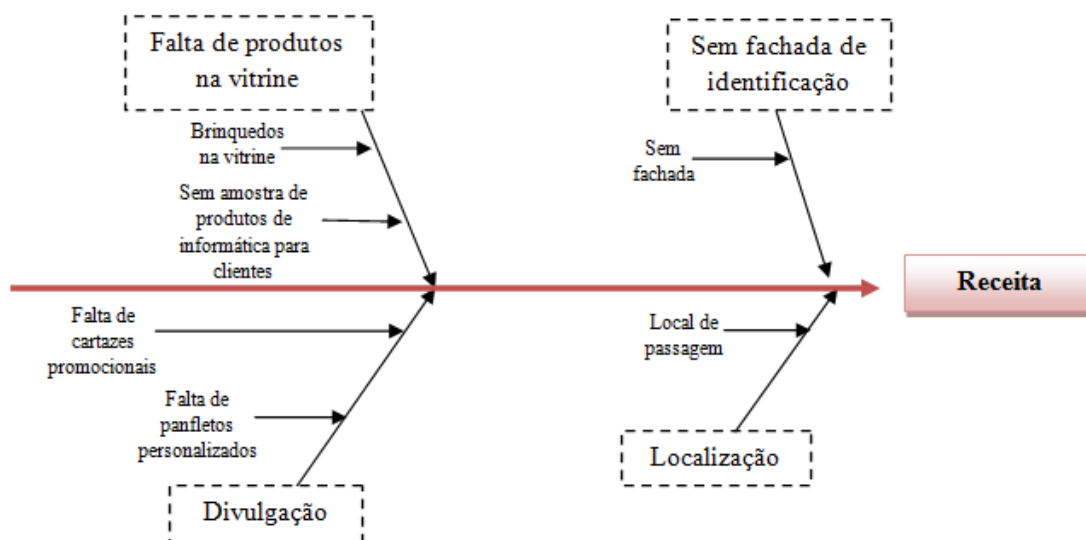 Falta de produtos
na vitrine
Sem fachada de
identificação
Brinquedos
na vitrine
Sem
fachada
Sem amostra de
produtos de
informática para
clientes
Receita
Falta de
cartazes
promocionais
Local de
passagem
Falta de
panfletos
personalizados
Localização
Divulgação